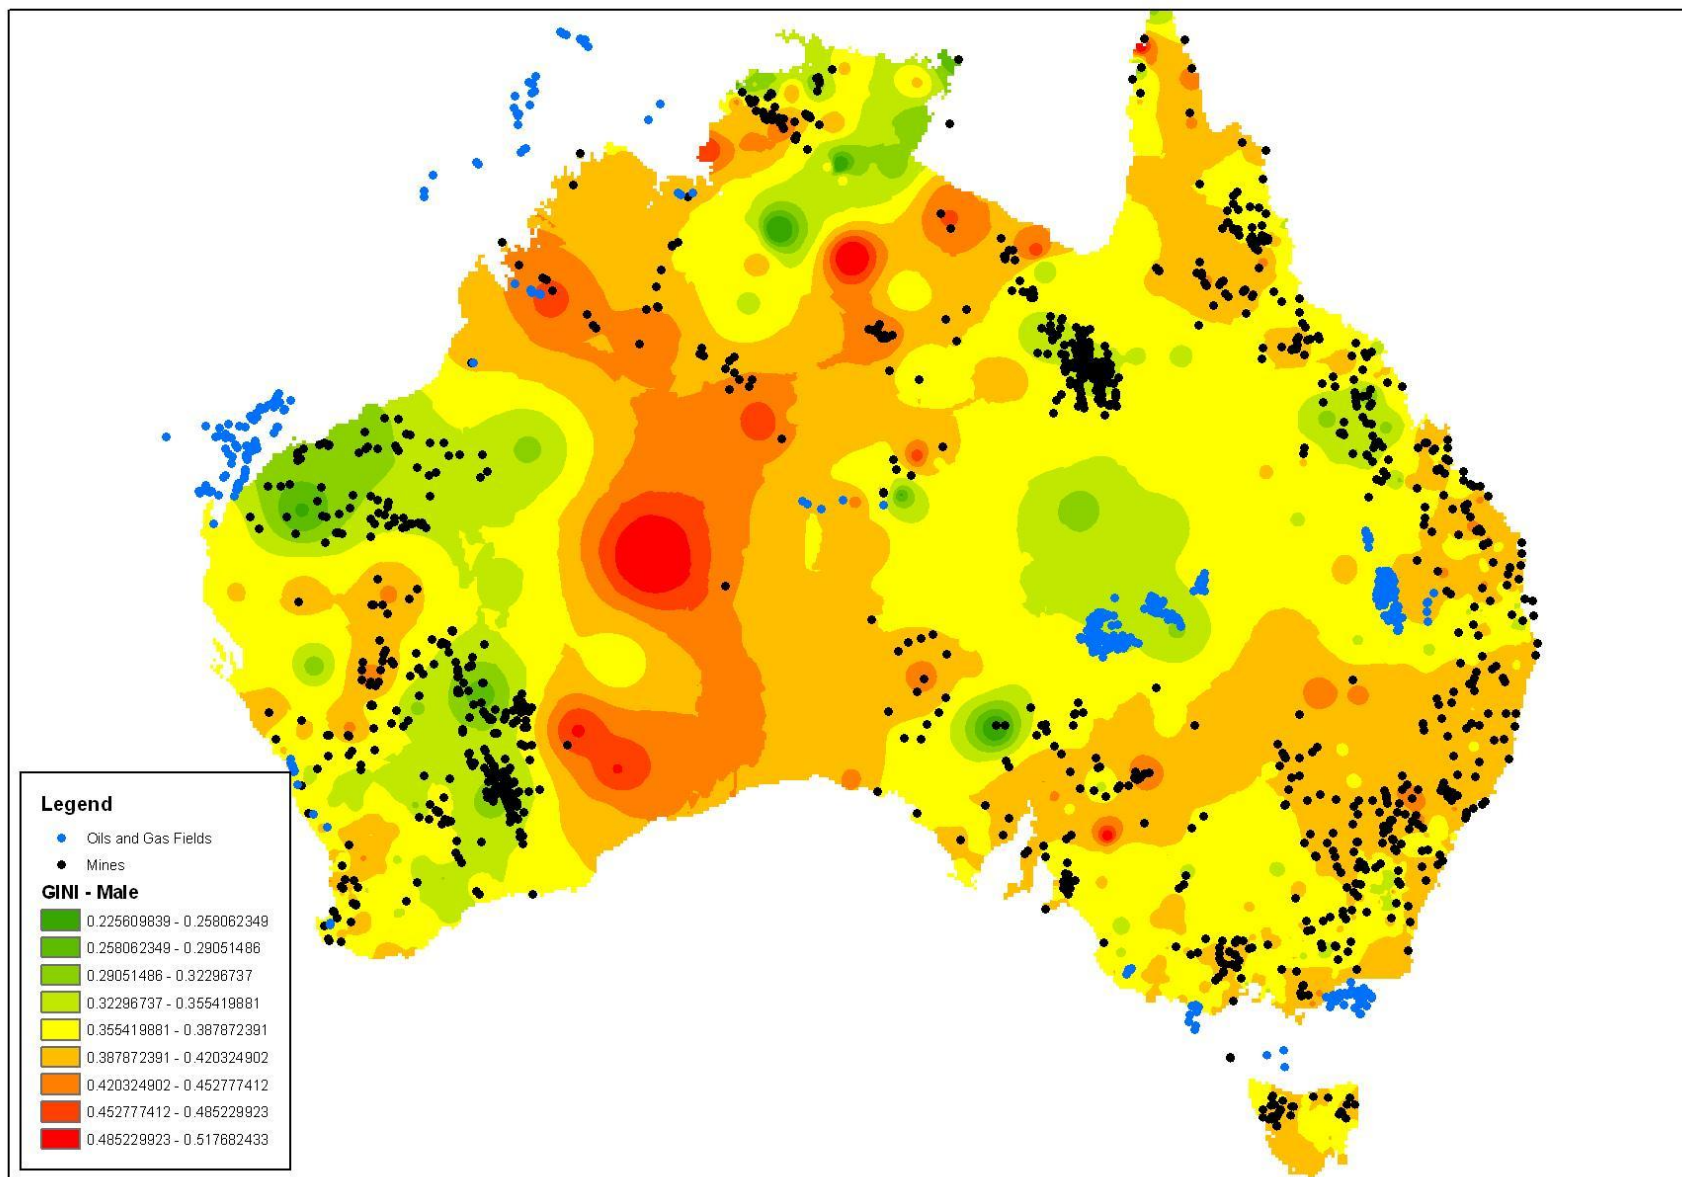 Legend
Oils and Gas Fields
Mines
GINI - Male
0.225609839 - 0.258062349
0.258062349 - 0.29051486
0.29051486 - 0.32296737
0.32296737 - 0.355419881
0.355419881 - 0.387872391
0.387872391 - 0.420324902
0.420324902 - 0.452777412
0.452777412 - 0.485229923
0.485229923 - 0.517682433